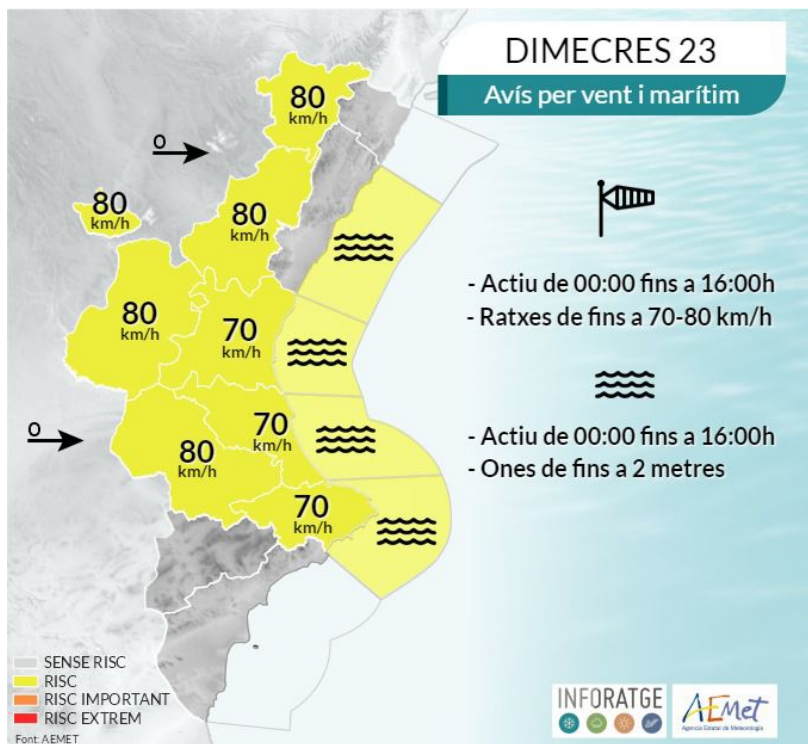 DIMECRES 23
Avís per vent i marítim
80
km/h
O
80
km/h
80
km/h
80
km/h
70
km/h
70
km/h
O
80
km/h
70
km/h
- Actiu de 00:00 fins a 16:00h
- Ratxes de fins a 70-80 km/h
- Actiu de 00:00 fins a 16:00h
- Ones de fins a 2 metres
SENSE RISC
RISC
RISC IMPORTANT
RISC EXTREM
Font: AEMET
INFORATGE
AEMet
Agencia Estatal de Meteorología